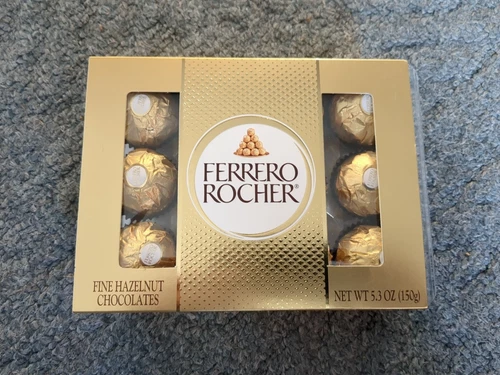 FERRERO
ROCHER®
FINE HAZELNUT
CHOCOLATES
NET WT 5.3 OZ (150g)